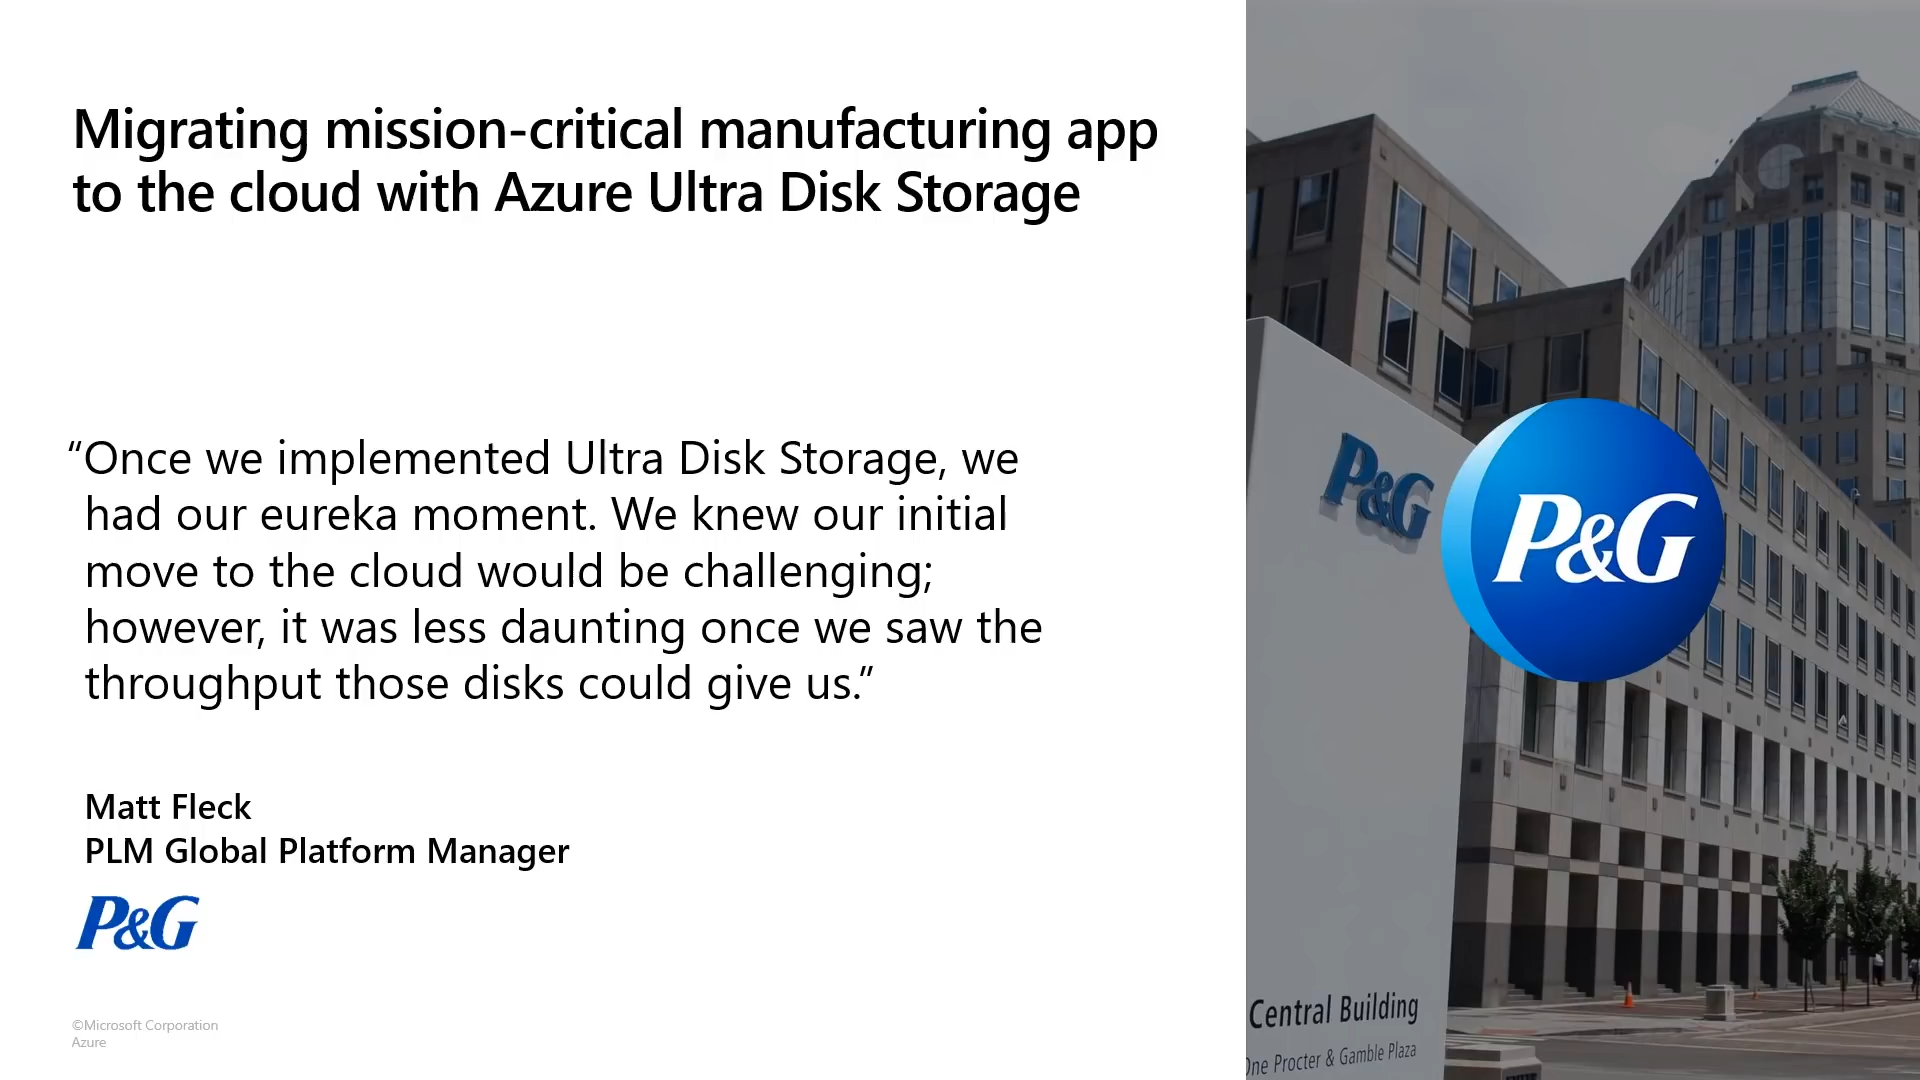 Migrating mission-critical manufacturing app
to the cloud with Azure Ultra Disk Storage
“Once we implemented Ultra Disk Storage, we
had our eureka moment. We knew our initial
move to the cloud would be challenging;
however, it was less daunting once we saw the
throughput those disks could give us.”
Matt Fleck
PLM Global Platform Manager
P&G
©Microsoft Corporation
Azure
P&G
P&G
Central Building
One Procter & Gamble Plaza